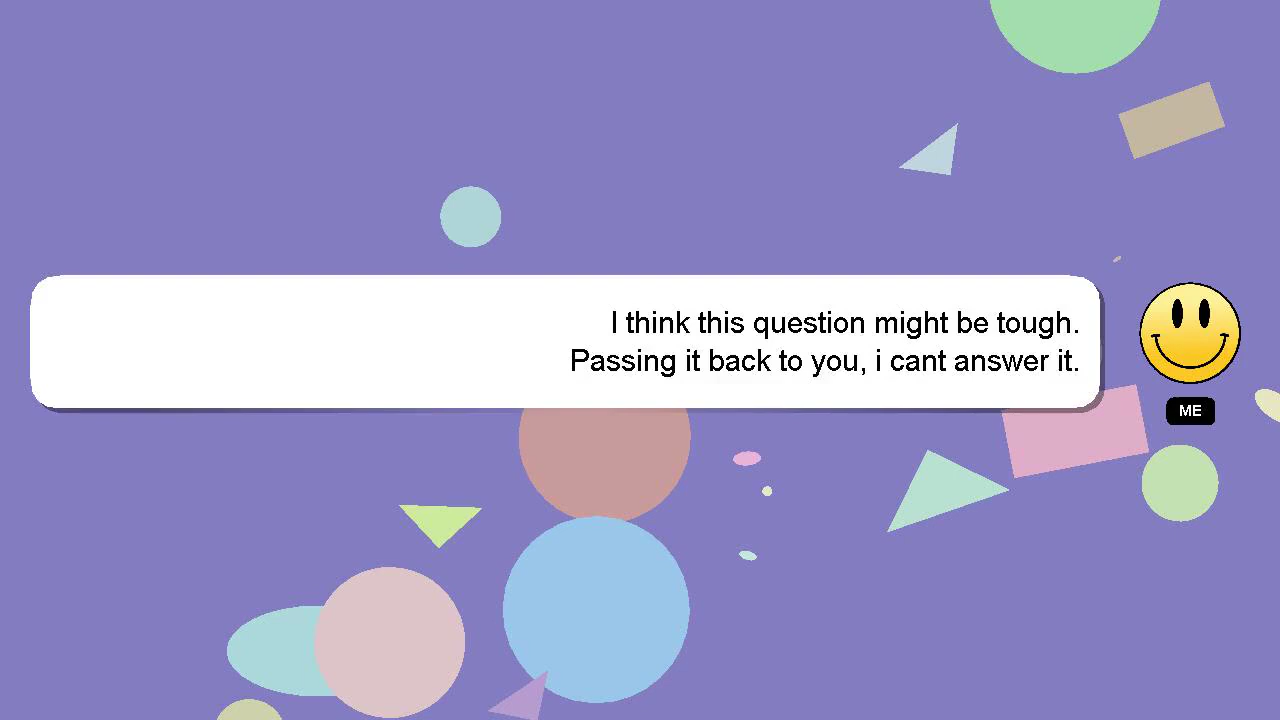 I think this question might be tough.
Passing it back to you, i cant answer it.
ME